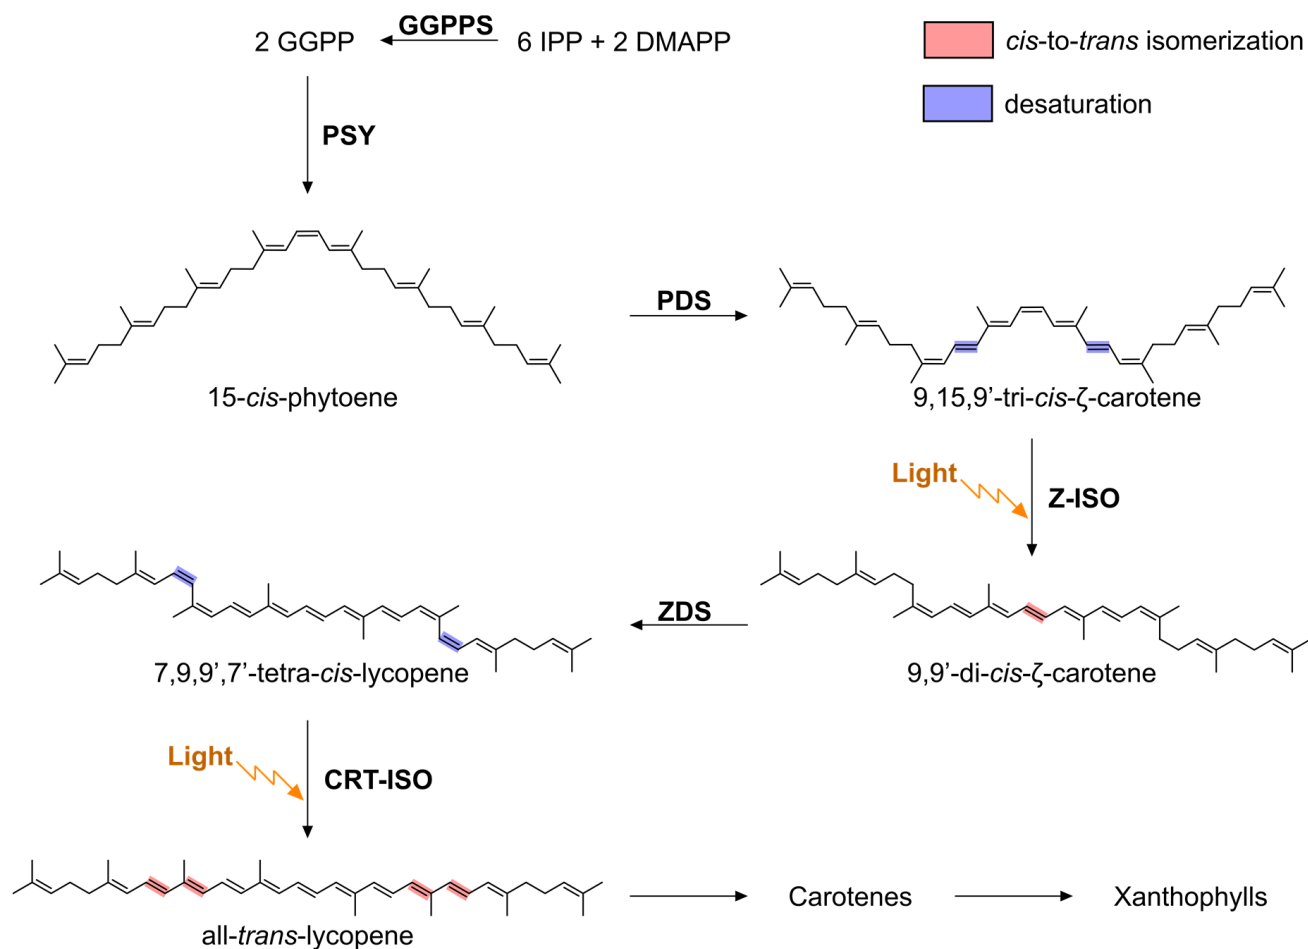 2 GGPP
GGPPS
6 IPP + 2 DMAPP
cis-to-trans isomerization
desaturation
PSY
15-cis-phytoene
PDS
9,15,9’-tri-cis-ζ-carotene
Light
Z-ISO
9,9’-di-cis-ζ-carotene
ZDS
7,9,9’,7’-tetra-cis-lycopene
Light
CRT-ISO
all-trans-lycopene
Carotenes
Xanthophylls